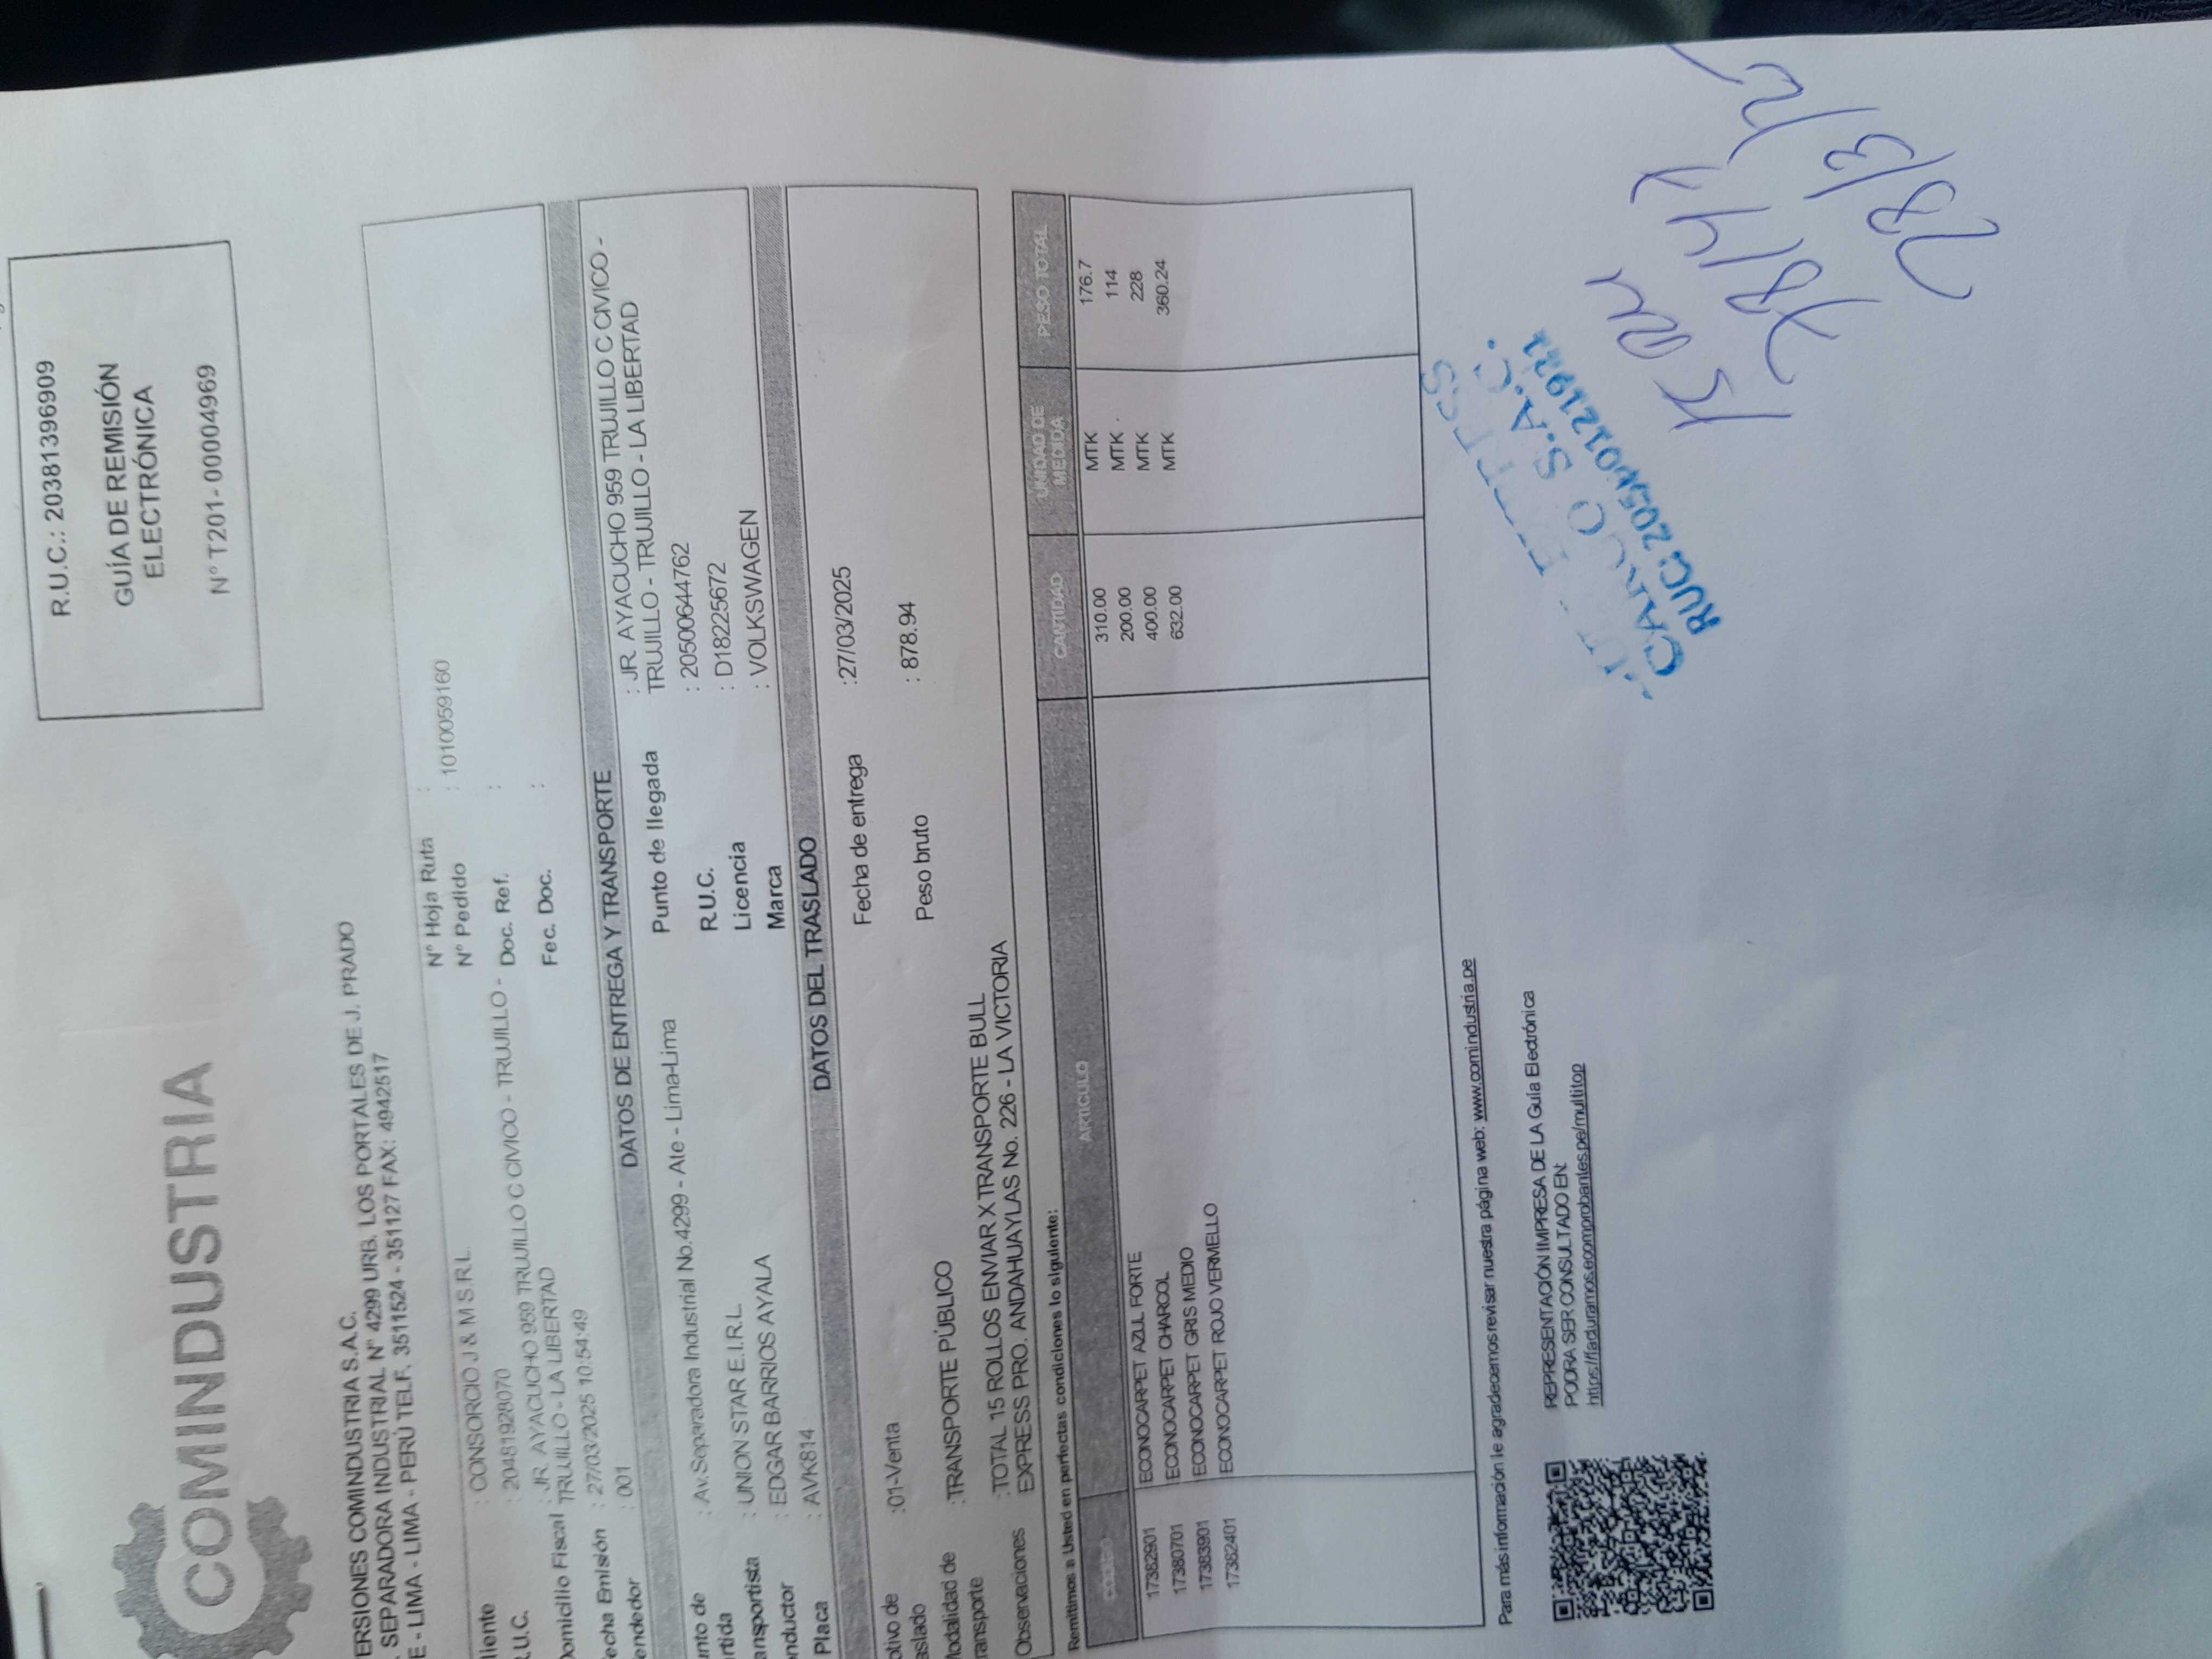 COMINDUSTRIA
R.U.C.: 20381396909
GUÍA DE REMISIÓN
ELECTRÓNICA
N° T201-00004969
ERSIONES COMINDUSTRIA S.A.C.
SEPARADORA INDUSTRIAL N° 4299 URB. LOS PORTALES DE J. PRADO
E - LIMA - LIMA - PERÚ TELF. 3511524 - 351127 FAX: 4942517
liente : CONSORCIO J & M S.R.L.
.U.C. : 20481928070
Domicilio Fiscal : JR. AYACUCHO 959 TRUJILLO C CIVICO - TRUJILLO -
TRUJILLO - LA LIBERTAD
echa Emisión : 27/03/2025 10:54:49
endedor : 001
N° Hoja Ruta :
N° Pedido : 1010059160
Doc. Ref. :
Fec. Doc. :
DATOS DE ENTREGA Y TRANSPORTE
unto de
rtida : Av.Separadora Industrial No.4299 - Ate - Lima-Lima
ansportista : UNION STAR E.I.R.L.
onductor : EDGAR BARRIOS AYALA
Placa : AVK814
Punto de llegada : JR. AYACUCHO 959 TRUJILLO C CIVICO -
TRUJILLO - TRUJILLO - LA LIBERTAD
R.U.C. : 20500644762
Licencia : D18225672
Marca : VOLKSWAGEN
DATOS DEL TRASLADO
otivo de
aslado :01-Venta
Fecha de entrega :27/03/2025
Modalidad de
ransporte :TRANSPORTE PÚBLICO
Peso bruto : 878.94
Observaciones : TOTAL 15 ROLLOS ENVIAR X TRANSPORTE BULL
EXPRESS PRO. ANDAHUAYLAS No. 226 - LA VICTORIA
Remitimos a Usted en perfectas condiciones lo siguiente:
CODIGO ARTICULO CANTIDAD UNIDAD DE MEDIDA PESO TOTAL
17382901 ECONOCARPET AZUL FORTE 310.00 MTK 176.7
17380701 ECONOCARPET CHARCOL 200.00 MTK 114
17383901 ECONOCARPET GRIS MEDIO 400.00 MTK 228
17382401 ECONOCARPET ROJO VERMELLO 632.00 MTK 360.24
Para más información le agradecemos revisar nuestra página web: www.comindustria.pe
REPRESENTACIÓN IMPRESA DE LA Guía Electrónica
PODRA SER CONSULTADO EN:
https://facturamos.ecomprobantes.pe/multitop
CARGO S.A.C.
RUC:
28/3/25